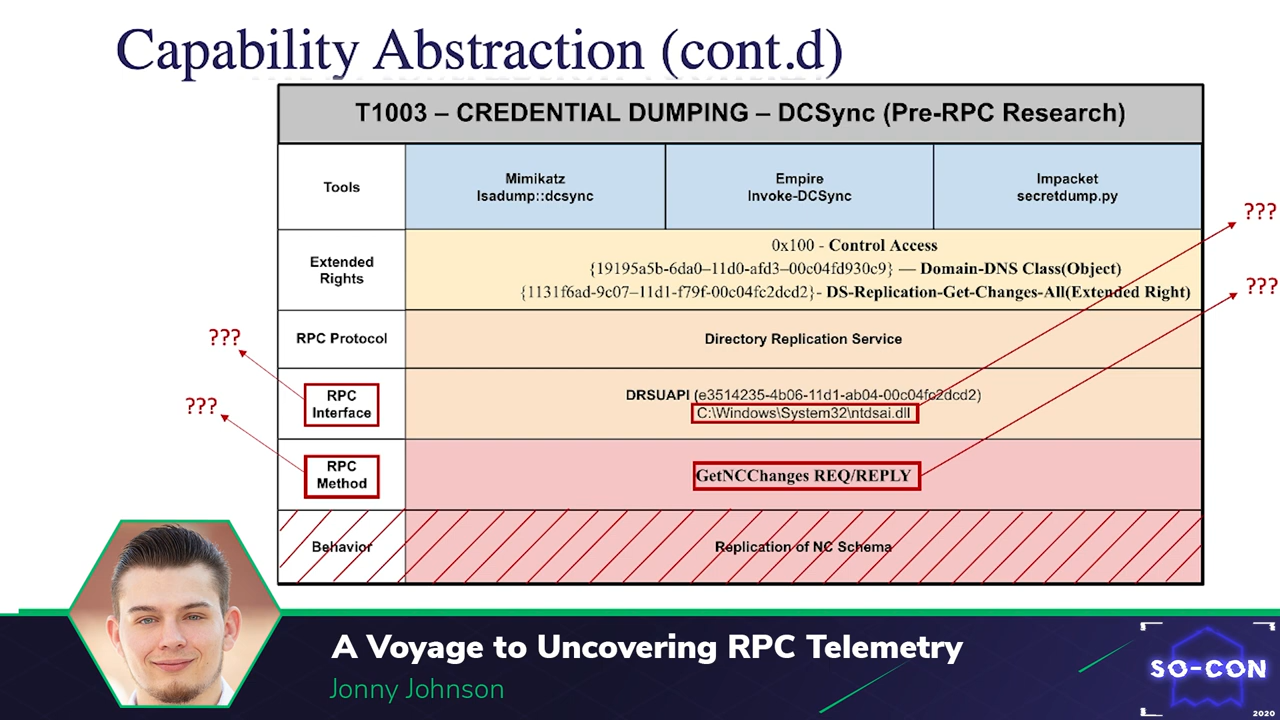 Capability Abstraction (cont.d)
T1003 – CREDENTIAL DUMPING – DCSync (Pre-RPC Research)
Tools
Mimikatz
lsadump::dcsync
Empire
Invoke-DCSync
Impacket
secretdump.py
???
Extended
Rights
0x100 - Control Access
{19195a5b-6da0–11d0-afd3–00c04fd930c9} — Domain-DNS Class(Object)
{1131f6ad-9c07–11d1-f79f-00c04fc2dcd2}- DS-Replication-Get-Changes-All(Extended Right)
???
???
RPC Protocol
Directory Replication Service
???
RPC
Interface
DRSUAPI (e3514235-4b06-11d1-ab04-00c04fc2dcd2)
C:\Windows\System32\ntdsai.dll
RPC
Method
GetNCChanges REQ/REPLY
Behavior
Replication of NC Schema
A Voyage to Uncovering RPC Telemetry
Jonny Johnson
SO-CON
2020